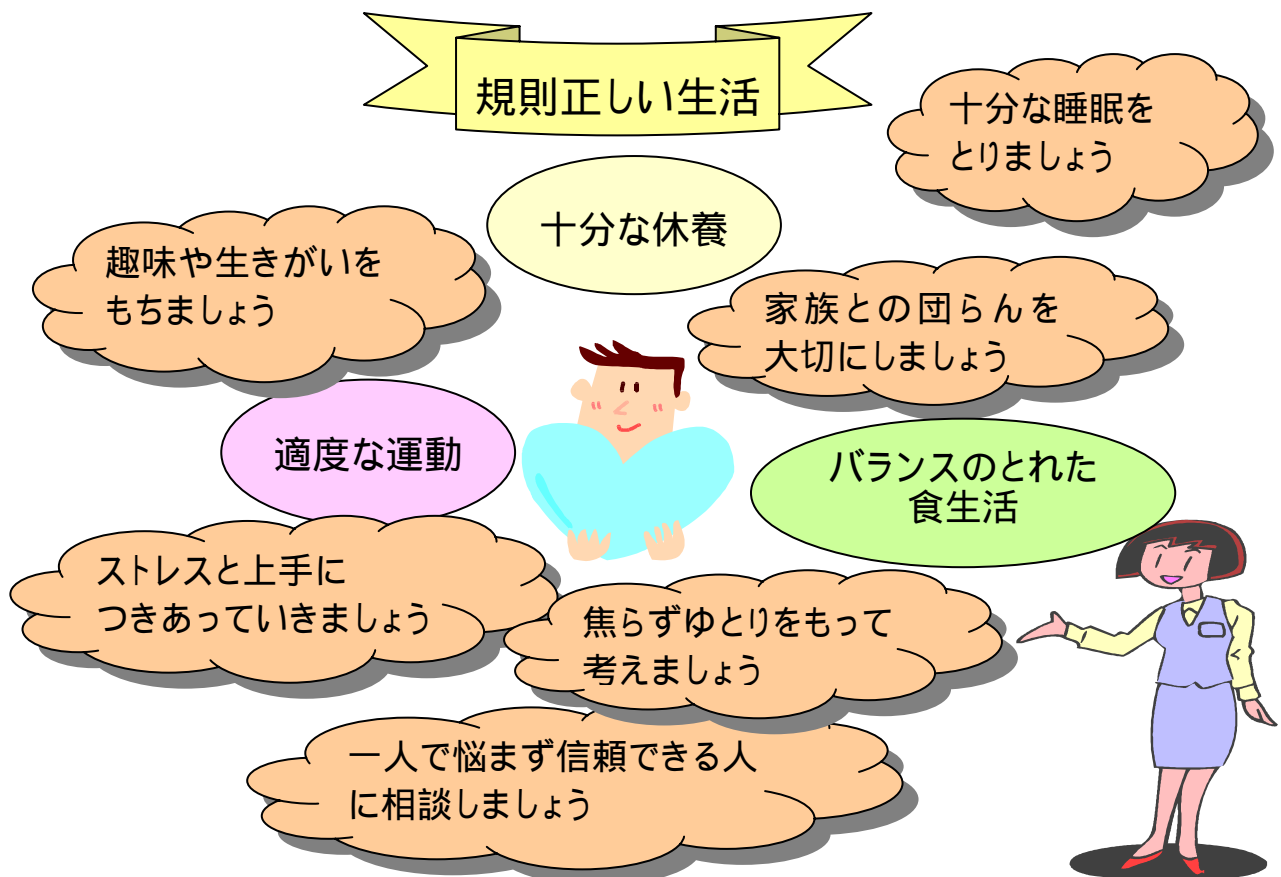 規則正しい生活
十分な睡眠を
とりましょう
十分な休養
趣味や生きがいを
もちましょう
家族との団らんを
大切にしましょう
適度な運動
バランスのとれた
食生活
ストレスと上手に
つきあっていきましょう
焦らずゆとりをもって
考えましょう
一人で悩まず信頼できる人
に相談しましょう